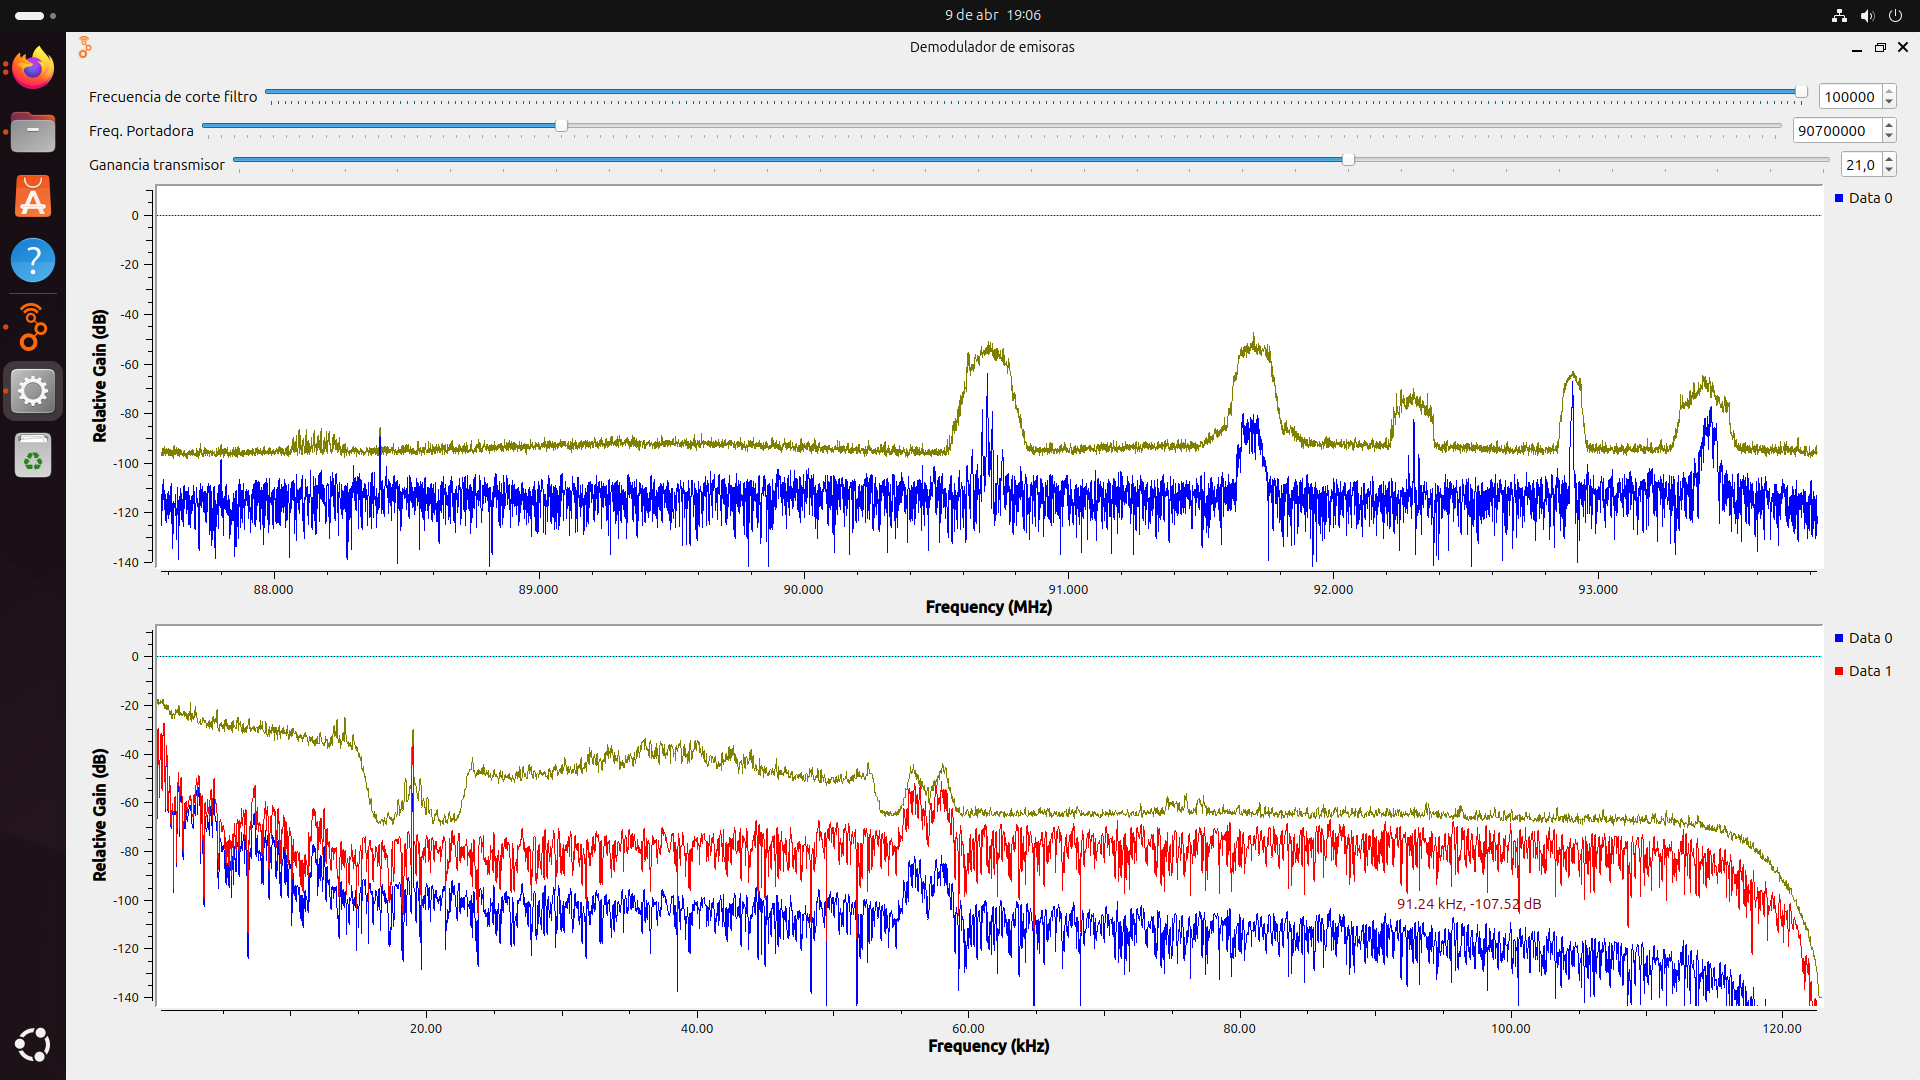 9 de abr 19:06
Demodulador de emisoras
Frecuencia de corte filtro 100000
Freq. Portadora 90700000
Ganancia transmisor 21,0
Relative Gain (dB)
0
-20
-40
-60
-80
-100
-120
-140
88.000 89.000 90.000 91.000 92.000 93.000
Frequency (MHz)
Data 0
Relative Gain (dB)
0
-20
-40
-60
-80
-100
-120
-140
91.24 kHz, -107.52 dB
20.00 40.00 60.00 80.00 100.00 120.00
Frequency (kHz)
Data 0
Data 1